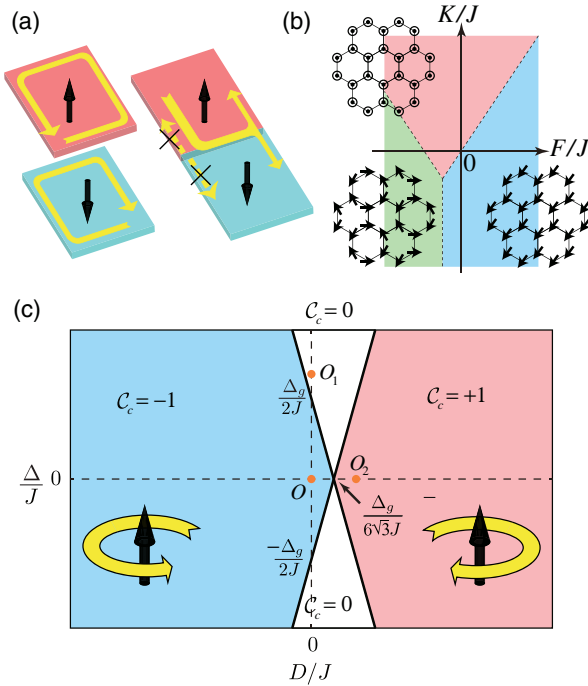 (a)
(b)
K/J
F/J
0
(c)
𝒞c = 0
𝒞c = −1
𝒞c = +1
Δg/2J
O1
Δ/J
0
O
O2
Δg/6√3J
−
−Δg/2J
𝒞c = 0
0
D/J